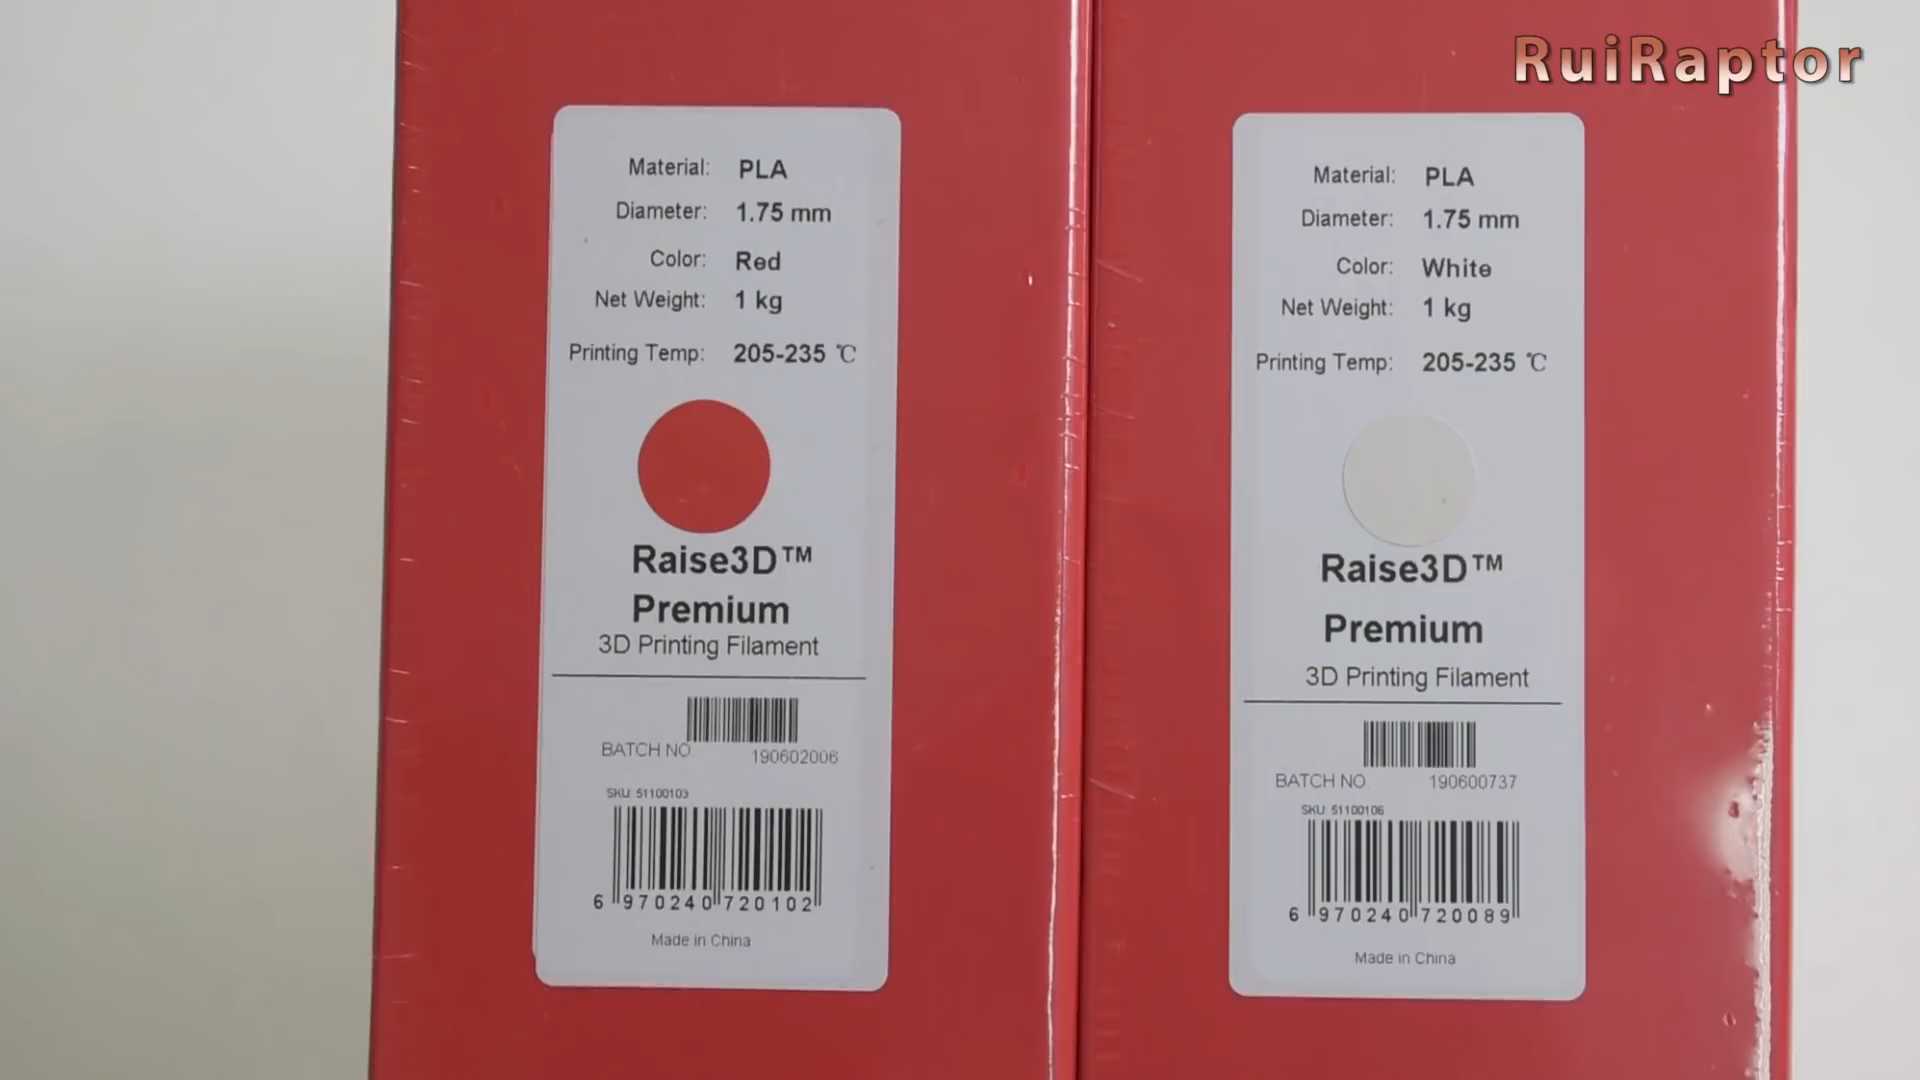 RuiRaptor
Material: PLA
Diameter: 1.75 mm
Color: Red
Net Weight: 1 kg
Printing Temp: 205-235 ℃
Raise3D™
Premium
3D Printing Filament
BATCH NO 190602006
SKU: 51100103
6 970240 720102
Made in China
Material: PLA
Diameter: 1.75 mm
Color: White
Net Weight: 1 kg
Printing Temp: 205-235 ℃
Raise3D™
Premium
3D Printing Filament
BATCH NO 190600737
SKU: 51100106
6 970240 720089
Made in China